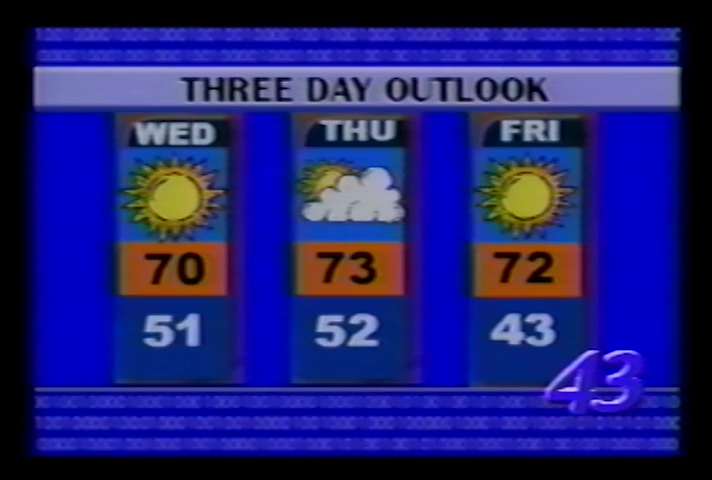 THREE DAY OUTLOOK
WED THU FRI
70 73 72
51 52 43
43